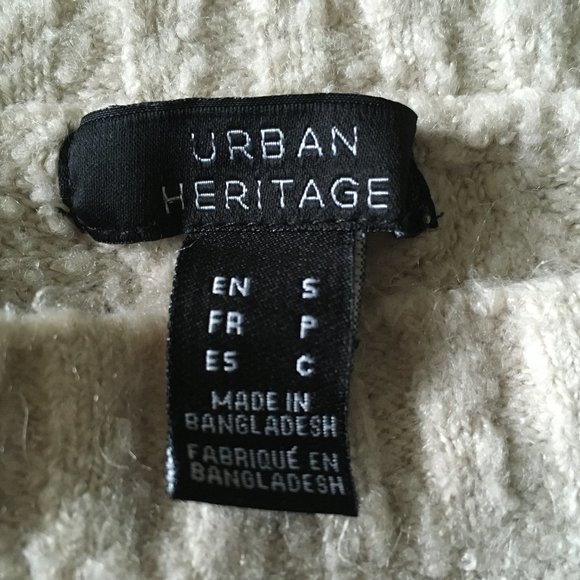 URBAN
HERITAGE
EN S
FR P
ES C
MADE IN
BANGLADESH
FABRIQUÉ EN
BANGLADESH